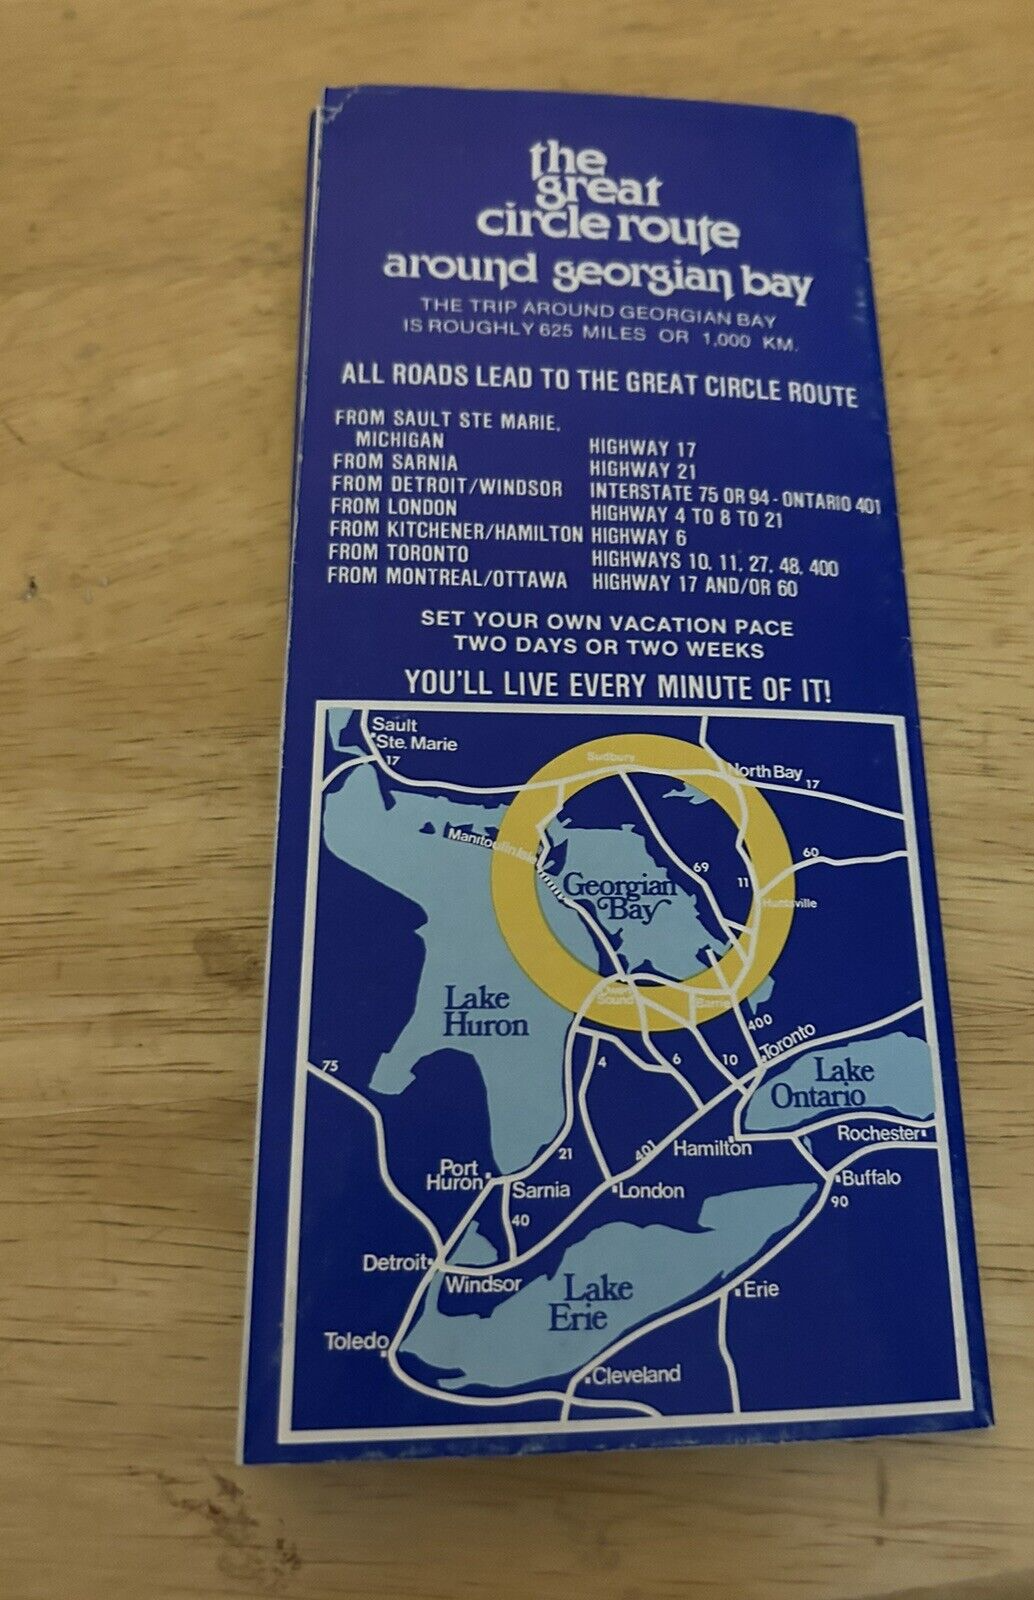 the
great
circle route
around georgian bay
THE TRIP AROUND GEORGIAN BAY
IS ROUGHLY 625 MILES OR 1,000 KM.
ALL ROADS LEAD TO THE GREAT CIRCLE ROUTE
FROM SAULT STE MARIE,
MICHIGAN HIGHWAY 17
FROM SARNIA HIGHWAY 21
FROM DETROIT/WINDSOR INTERSTATE 75 OR 94 - ONTARIO 401
FROM LONDON HIGHWAY 4 TO 8 TO 21
FROM KITCHENER/HAMILTON HIGHWAY 6
FROM TORONTO HIGHWAYS 10, 11, 27, 48, 400
FROM MONTREAL/OTTAWA HIGHWAY 17 AND/OR 60
SET YOUR OWN VACATION PACE
TWO DAYS OR TWO WEEKS
YOU'LL LIVE EVERY MINUTE OF IT!
Sault
Ste. Marie
17
Sudbury
North Bay
17
Manitoulin Isle
60
69
11
Georgian
Bay
Huntsville
Lake
Huron
Owen
Sound
Barrie
400
75
4
6
10
Toronto
Lake
Ontario
21
401
Hamilton
Rochester
Port
Huron
Sarnia
London
Buffalo
40
90
Detroit
Windsor
Lake
Erie
Erie
Toledo
Cleveland